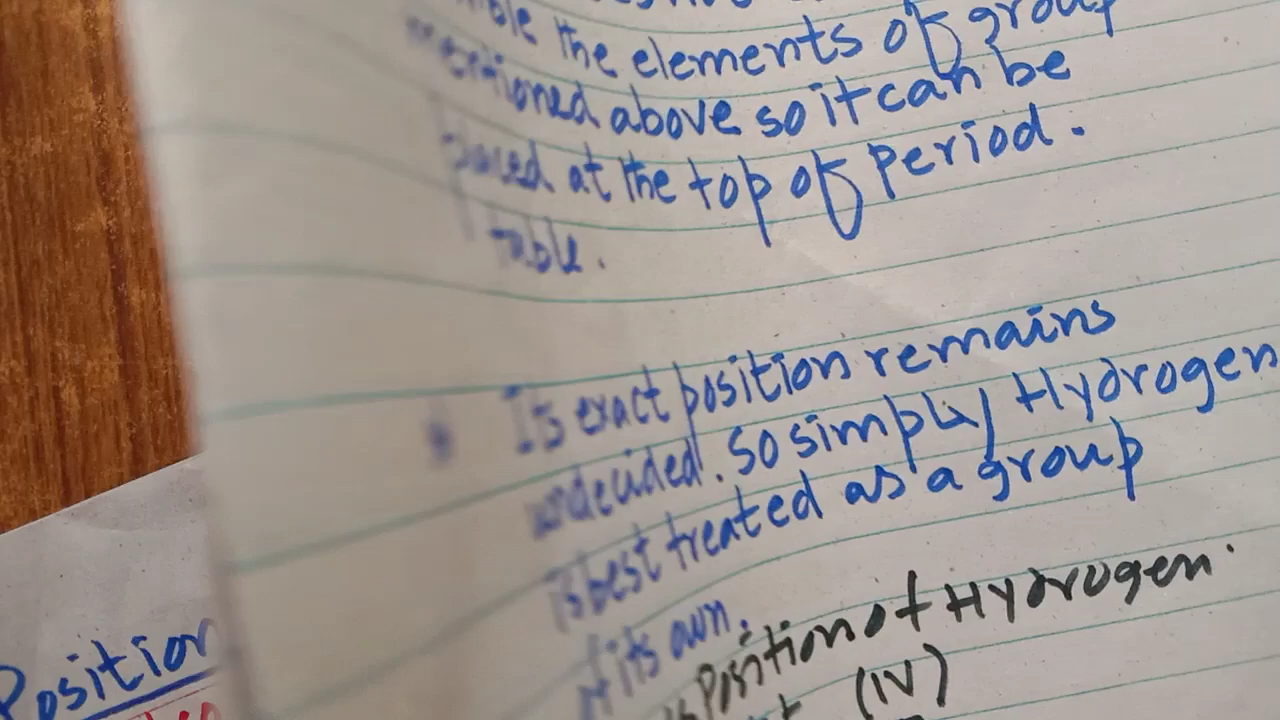 the elements of group
mentioned above so it can be
placed at the top of Period.
table.
Its exact position remains
undecided. So simply Hydrogen
is best treated as a group
of its own.
Position of Hydrogen.
(IV)
Position